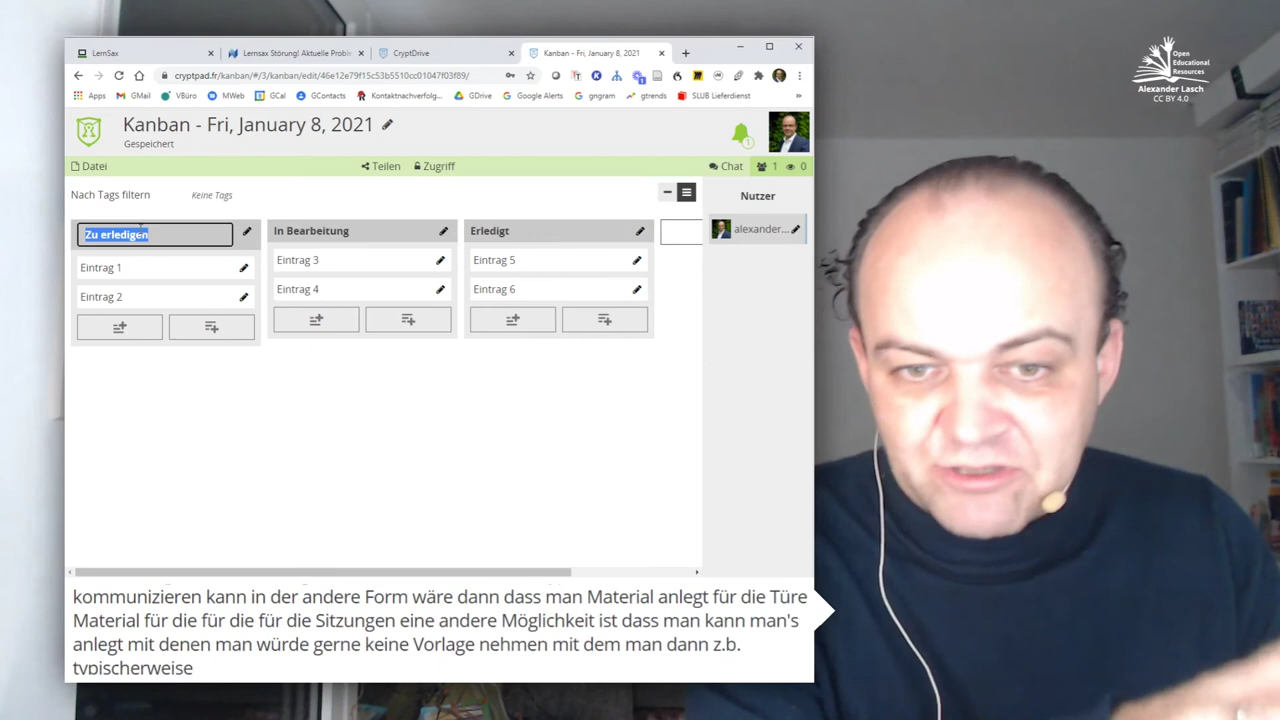 LernSax
Lernsax Störung! Aktuelle Proble
CryptDrive
Kanban - Fri, January 8, 2021
cryptpad.fr/kanban/#/3/kanban/edit/46e12e79f15c53b5510cc01047f03f89/
Apps GMail VBüro MWeb GCal GContacts Kontaktnachverfolg... GDrive Google Alerts gngram gtrends SLUB Lieferdienst
Kanban - Fri, January 8, 2021
Gespeichert
1
Datei Teilen Zugriff Chat 1 0
Nach Tags filtern Keine Tags
Nutzer
alexander...
Zu erledigen
Eintrag 1
Eintrag 2
In Bearbeitung
Eintrag 3
Eintrag 4
Erledigt
Eintrag 5
Eintrag 6
kommunizieren kann in der andere Form wäre dann dass man Material anlegt für die Türe
Material für die für die für die Sitzungen eine andere Möglichkeit ist dass man kann man's
anlegt mit denen man würde gerne keine Vorlage nehmen mit dem man dann z.b.
typischerweise
Open
Educational
Resources
Alexander Lasch
CC BY 4.0